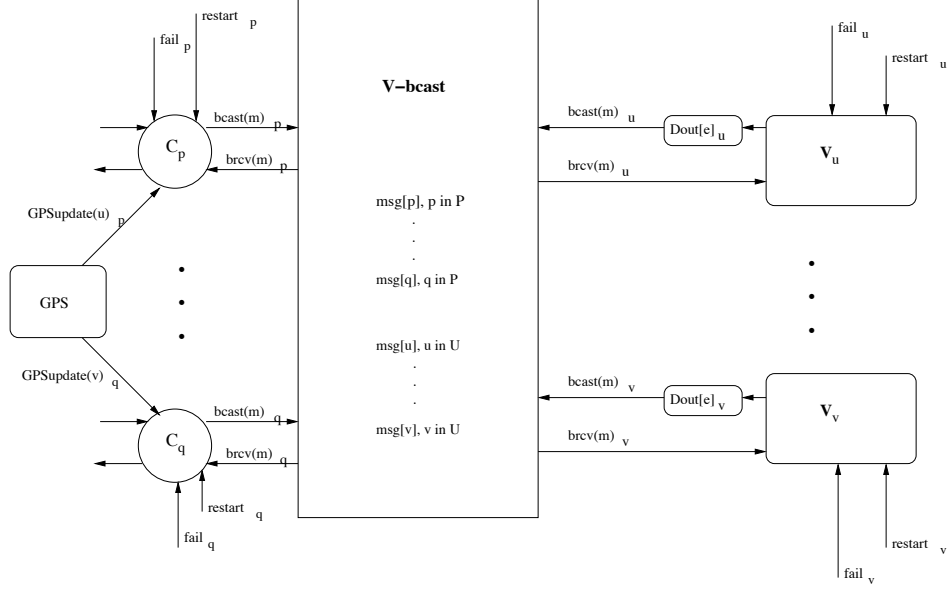 restart p
fail p
bcast(m) p
C p
brcv(m) p
GPSupdate(u) p
GPS
GPSupdate(v) q
bcast(m) q
C q
brcv(m) q
restart q
fail q
V−bcast
msg[p], p in P
.
.
.
msg[q], q in P
msg[u], u in U
.
.
.
msg[v], v in U
fail u
restart u
bcast(m) u
Dout[e] u
V u
brcv(m) u
bcast(m) v
Dout[e] v
V v
brcv(m) v
restart v
fail v